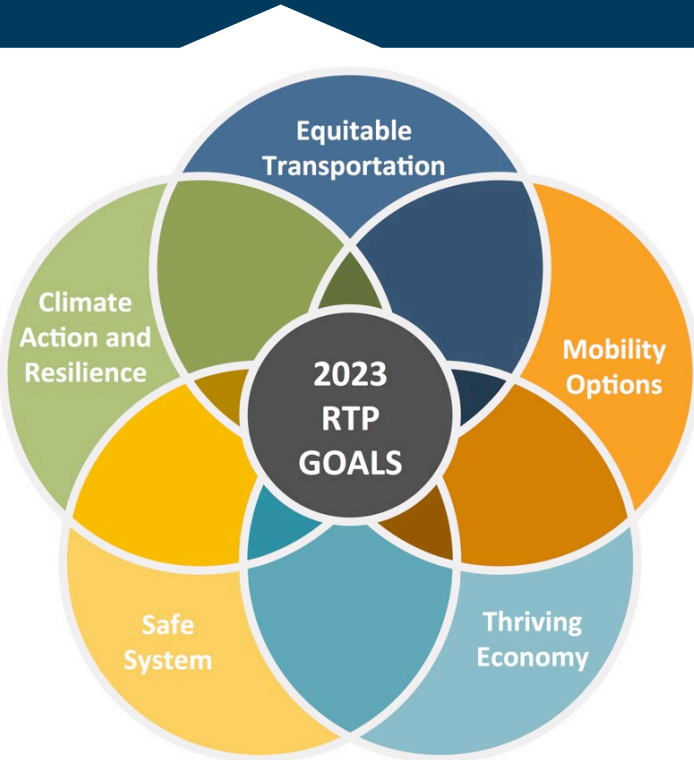 Equitable
Transportation
Climate
Action and
Resilience
Mobility
Options
2023
RTP
GOALS
Safe
System
Thriving
Economy